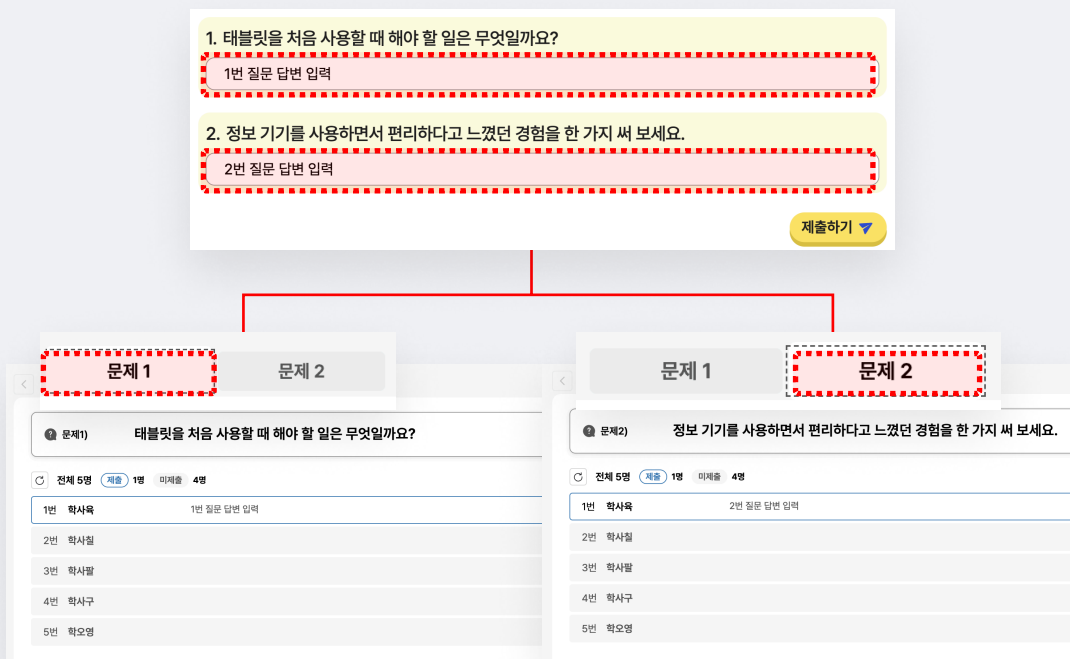 1. 태블릿을 처음 사용할 때 해야 할 일은 무엇일까요?
1번 질문 답변 입력
2. 정보 기기를 사용하면서 편리하다고 느꼈던 경험을 한 가지 써 보세요.
2번 질문 답변 입력
제출하기
문제 1 문제 2
문제1) 태블릿을 처음 사용할 때 해야 할 일은 무엇일까요?
전체 5명 제출 1명 미제출 4명
1번 학사육 1번 질문 답변 입력
2번 학사칠
3번 학사팔
4번 학사구
5번 학오영
문제 1 문제 2
문제2) 정보 기기를 사용하면서 편리하다고 느꼈던 경험을 한 가지 써 보세요.
전체 5명 제출 1명 미제출 4명
1번 학사육 2번 질문 답변 입력
2번 학사칠
3번 학사팔
4번 학사구
5번 학오영